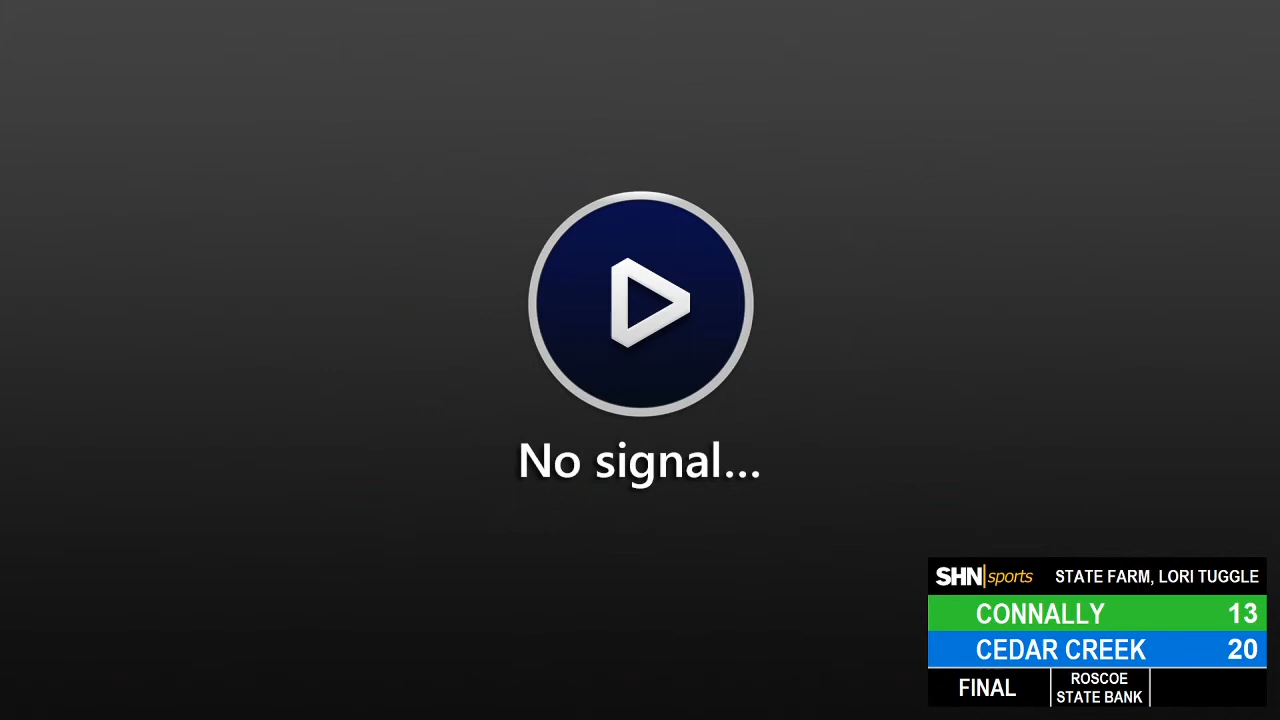 No signal...
SHN|sports STATE FARM, LORI TUGGLE
CONNALLY 13
CEDAR CREEK 20
FINAL
ROSCOE
STATE BANK